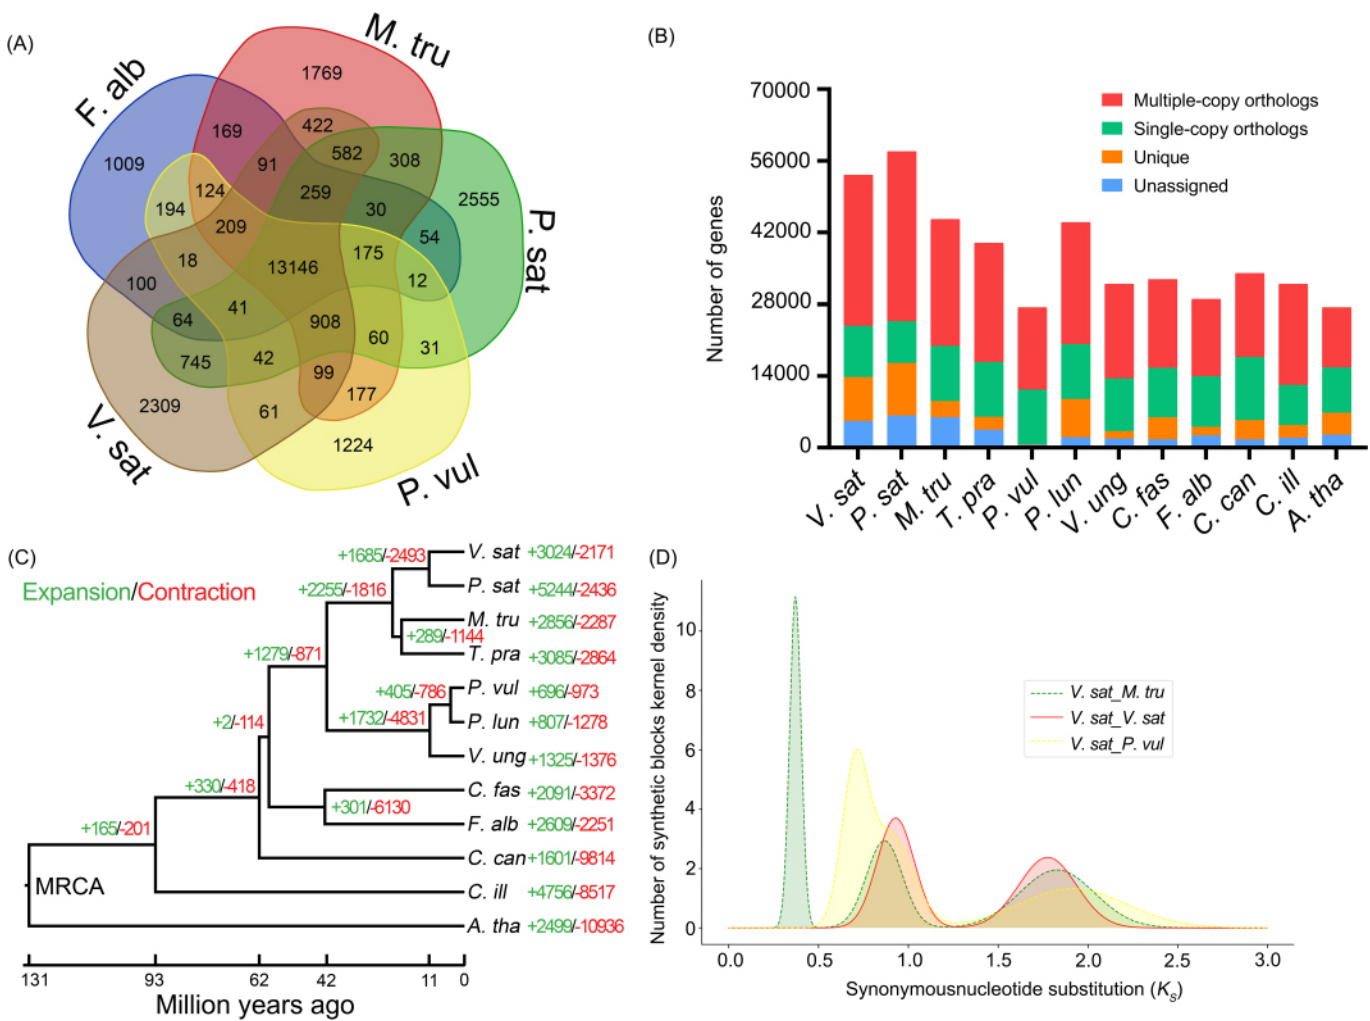 (A)
M. tru
F. alb
P. sat
V. sat
P. vul
1769
169
422
1009
91
582
308
124
259
2555
194
209
30
54
18
175
100
13146
12
41
64
908
60
31
745
42
99
2309
61
177
1224
(B)
Number of genes
70000
56000
42000
28000
14000
0
Multiple-copy orthologs
Single-copy orthologs
Unique
Unassigned
V. sat
P. sat
M. tru
T. pra
P. vul
P. lun
V. ung
C. fas
F. alb
C. can
C. ill
A. tha
(C)
Expansion/Contraction
+1685/-2493
V. sat +3024/-2171
+2255/-1816
P. sat +5244/-2436
M. tru +2856/-2287
+289/-1144
T. pra +3085/-2864
+1279/-871
+405/-786
P. vul +696/-973
+1732/-4831
P. lun +807/-1278
+2/-114
V. ung +1325/-1376
+330/-418
C. fas +2091/-3372
+301/-6130
F. alb +2609/-2251
+165/-201
C. can +1601/-9814
MRCA
C. ill +4756/-8517
A. tha +2499/-10936
131 93 62 42 11 0
Million years ago
(D)
Number of synthetic blocks kernel density
10
8
6
4
2
0
V. sat_M. tru
V. sat_V. sat
V. sat_P. vul
0.0 0.5 1.0 1.5 2.0 2.5 3.0
Synonymousnucleotide substitution (Ks)